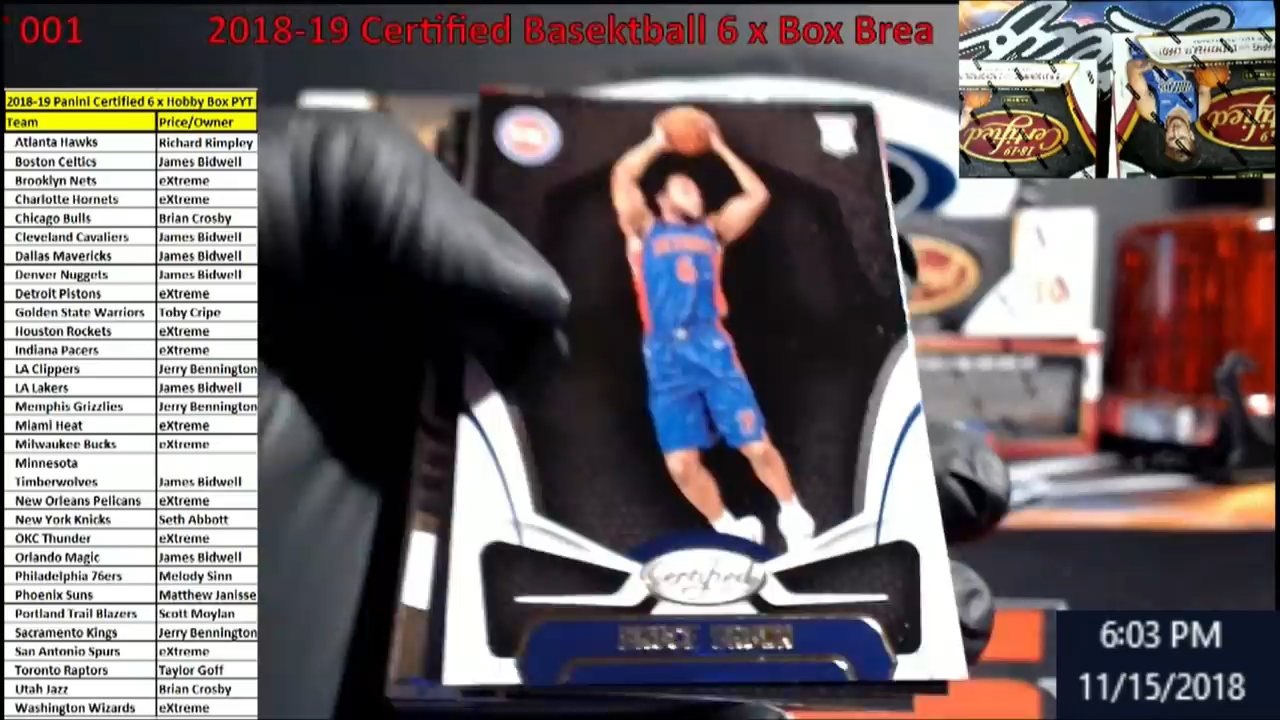 001
2018-19 Certified Basektball 6 x Box Brea
2018-19 Panini Certified 6 x Hobby Box PYT
Team Price/Owner
Atlanta Hawks Richard Rimpley
Boston Celtics James Bidwell
Brooklyn Nets eXtreme
Charlotte Hornets eXtreme
Chicago Bulls Brian Crosby
Cleveland Cavaliers James Bidwell
Dallas Mavericks James Bidwell
Denver Nuggets James Bidwell
Detroit Pistons eXtreme
Golden State Warriors Toby Cripe
Houston Rockets eXtreme
Indiana Pacers eXtreme
LA Clippers Jerry Bennington
LA Lakers James Bidwell
Memphis Grizzlies Jerry Bennington
Miami Heat eXtreme
Milwaukee Bucks eXtreme
Minnesota
Timberwolves James Bidwell
New Orleans Pelicans eXtreme
New York Knicks Seth Abbott
OKC Thunder eXtreme
Orlando Magic James Bidwell
Philadelphia 76ers Melody Sinn
Phoenix Suns Matthew Janisse
Portland Trail Blazers Scott Moylan
Sacramento Kings Jerry Bennington
San Antonio Spurs eXtreme
Toronto Raptors Taylor Goff
Utah Jazz Brian Crosby
Washington Wizards eXtreme
Certified
18-19
Certified
DETROIT
6
Certified
6:03 PM
11/15/2018